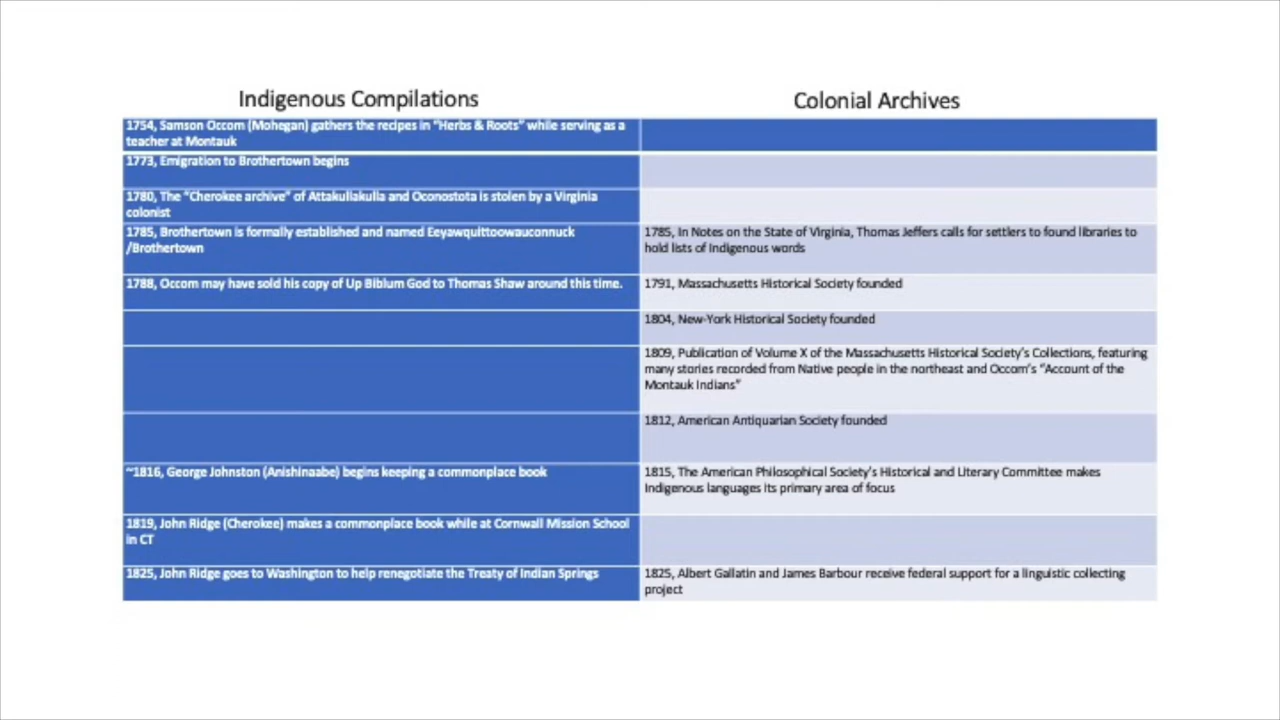 Indigenous Compilations
Colonial Archives
1754, Samson Occom (Mohegan) gathers the recipes in "Herbs & Roots" while serving as a
teacher at Montauk
1773, Emigration to Brothertown begins
1780, The "Cherokee archive" of Attakullakulla and Oconostota is stolen by a Virginia
colonist
1785, Brothertown is formally established and named Eeyawquittoowauconnuck
/Brothertown
1785, In Notes on the State of Virginia, Thomas Jeffers calls for settlers to found libraries to
hold lists of Indigenous words
1788, Occom may have sold his copy of Up Biblum God to Thomas Shaw around this time.
1791, Massachusetts Historical Society founded
1804, New-York Historical Society founded
1809, Publication of Volume X of the Massachusetts Historical Society's Collections, featuring
many stories recorded from Native people in the northeast and Occom's "Account of the
Montauk Indians"
1812, American Antiquarian Society founded
~1816, George Johnston (Anishinaabe) begins keeping a commonplace book
1815, The American Philosophical Society's Historical and Literary Committee makes
Indigenous languages its primary area of focus
1819, John Ridge (Cherokee) makes a commonplace book while at Cornwall Mission School
in CT
1825, John Ridge goes to Washington to help renegotiate the Treaty of Indian Springs
1825, Albert Gallatin and James Barbour receive federal support for a linguistic collecting
project